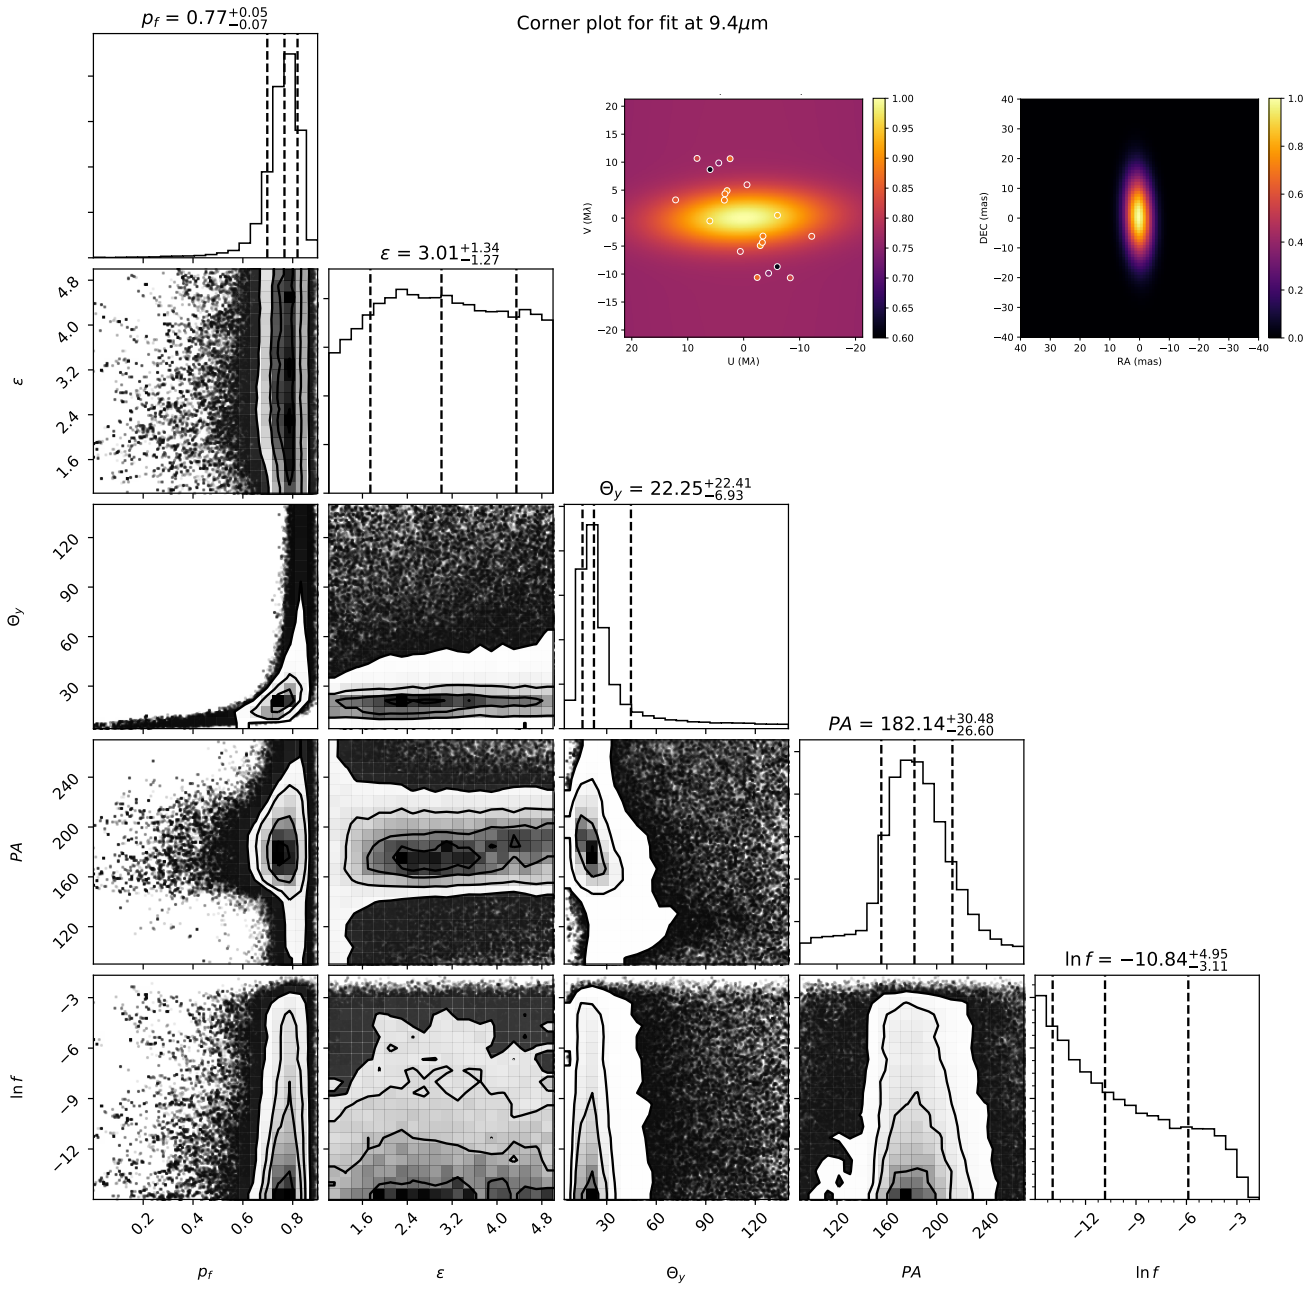 Corner plot for fit at 9.4μm
p_f = 0.77^{+0.05}_{-0.07}
20
15
10
5
0
−5
−10
−15
−20
V (Mλ)
20 10 0 −10 −20
U (Mλ)
1.00
0.95
0.90
0.85
0.80
0.75
0.70
0.65
0.60
40
30
20
10
0
−10
−20
−30
−40
DEC (mas)
40 30 20 10 0 −10 −20 −30 −40
RA (mas)
1.0
0.8
0.6
0.4
0.2
0.0
ε = 3.01^{+1.34}_{-1.27}
4.8
4.0
3.2
2.4
1.6
ε
Θ_y = 22.25^{+22.41}_{-6.93}
120
90
60
30
Θ_y
PA = 182.14^{+30.48}_{-26.60}
240
200
160
120
PA
ln f = −10.84^{+4.95}_{-3.11}
−3
−6
−9
−12
ln f
0.2 0.4 0.6 0.8
1.6 2.4 3.2 4.0 4.8
30 60 90 120
120 160 200 240
−12 −9 −6 −3
p_f
ε
Θ_y
PA
ln f